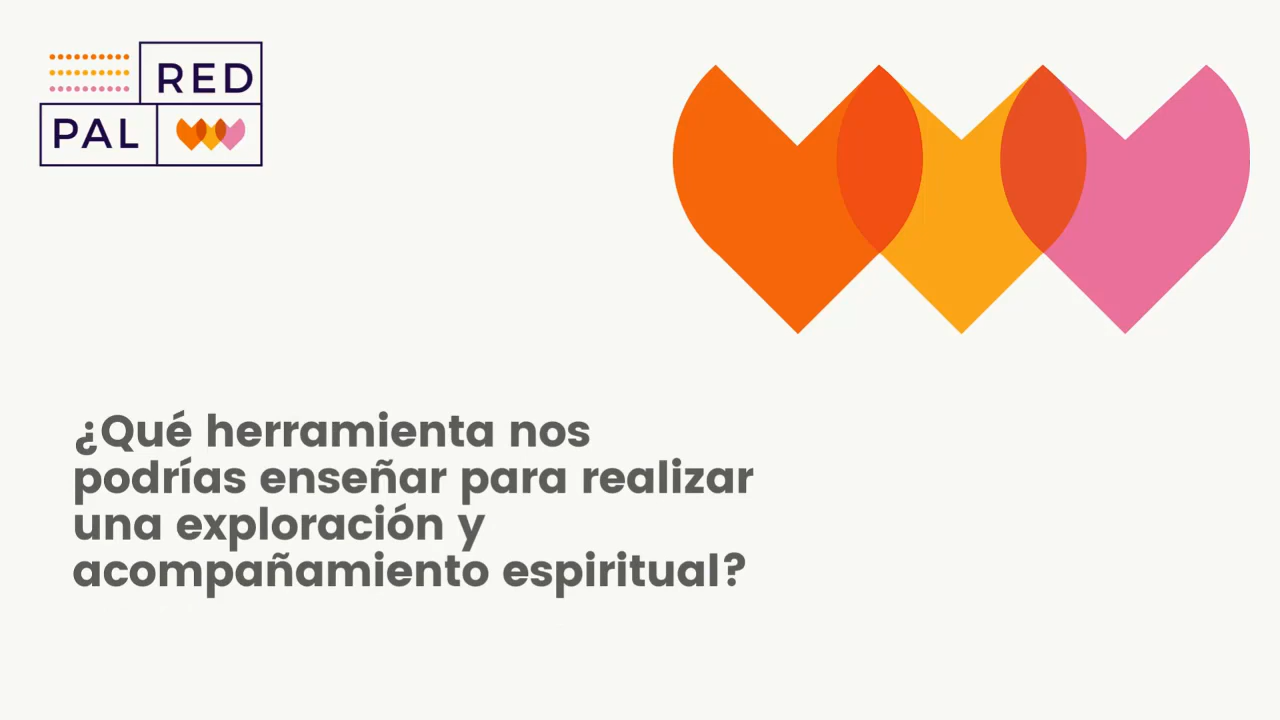 RED
PAL
¿Qué herramienta nos
podrías enseñar para realizar
una exploración y
acompañamiento espiritual?